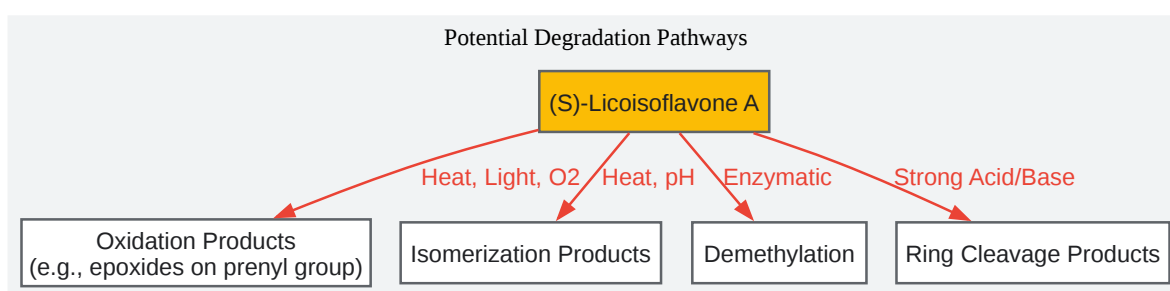 Potential Degradation Pathways
(S)-Licoisoflavone A
Heat, Light, O2
Heat, pH
Enzymatic
Strong Acid/Base
Oxidation Products
(e.g., epoxides on prenyl group)
Isomerization Products
Demethylation
Ring Cleavage Products